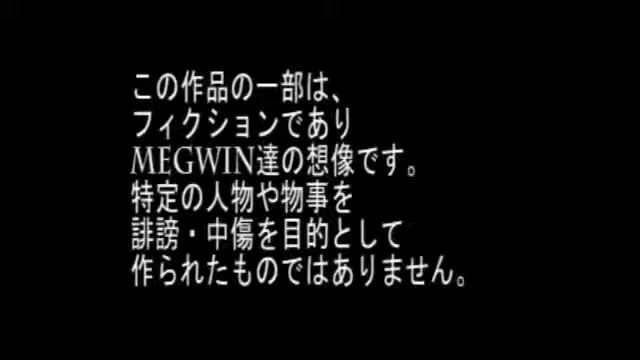 この作品の一部は、
フィクションであり
MEGWIN達の想像です。
特定の人物や物事を
誹謗・中傷を目的として
作られたものではありません。